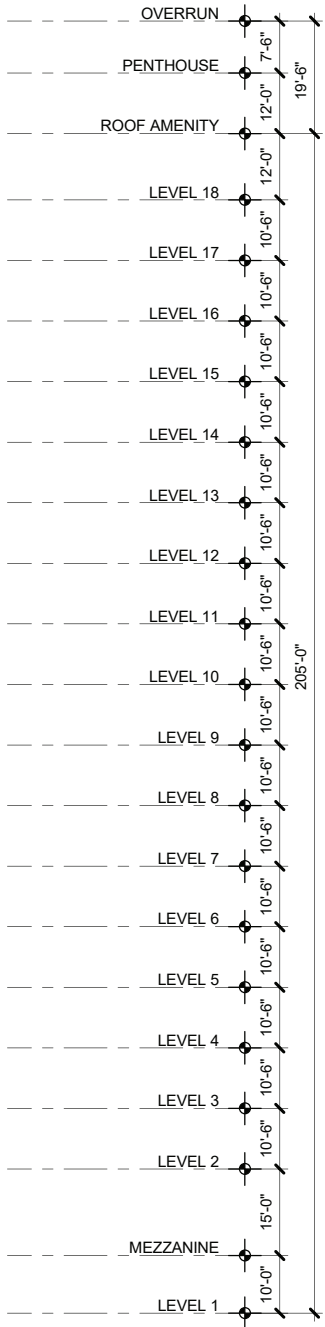 OVERRUN
7'-6"
19'-6"
PENTHOUSE
12'-0"
ROOF AMENITY
12'-0"
LEVEL 18
10'-6"
LEVEL 17
10'-6"
LEVEL 16
10'-6"
LEVEL 15
10'-6"
LEVEL 14
10'-6"
LEVEL 13
10'-6"
LEVEL 12
10'-6"
LEVEL 11
10'-6"
205'-0"
LEVEL 10
10'-6"
LEVEL 9
10'-6"
LEVEL 8
10'-6"
LEVEL 7
10'-6"
LEVEL 6
10'-6"
LEVEL 5
10'-6"
LEVEL 4
10'-6"
LEVEL 3
10'-6"
LEVEL 2
15'-0"
MEZZANINE
10'-0"
LEVEL 1